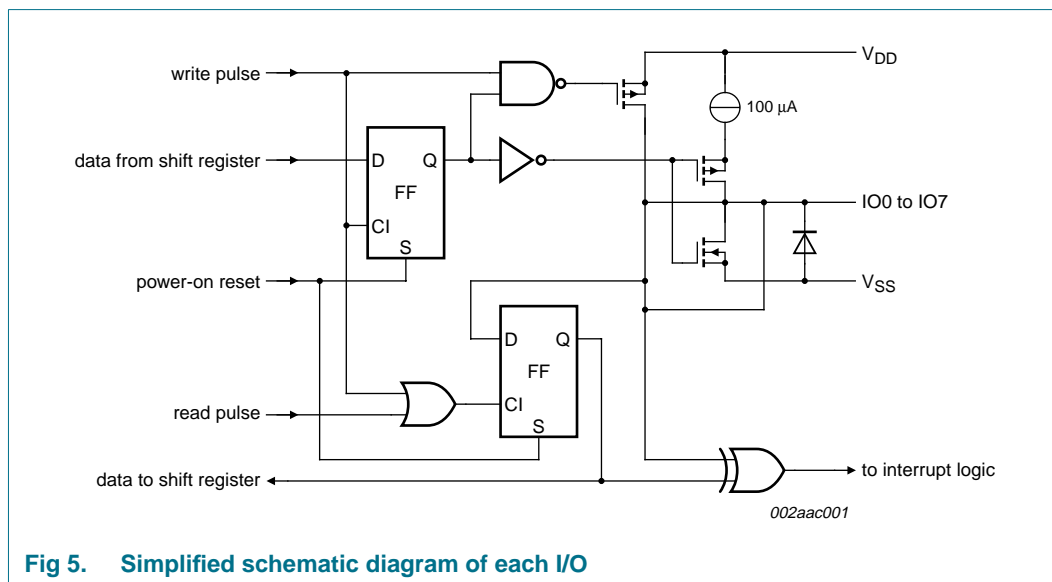 write pulse
V_DD
100 μA
data from shift register
D
Q
FF
CI
S
IO0 to IO7
power-on reset
V_SS
D
Q
FF
CI
S
read pulse
data to shift register
to interrupt logic
002aac001
Fig 5. Simplified schematic diagram of each I/O